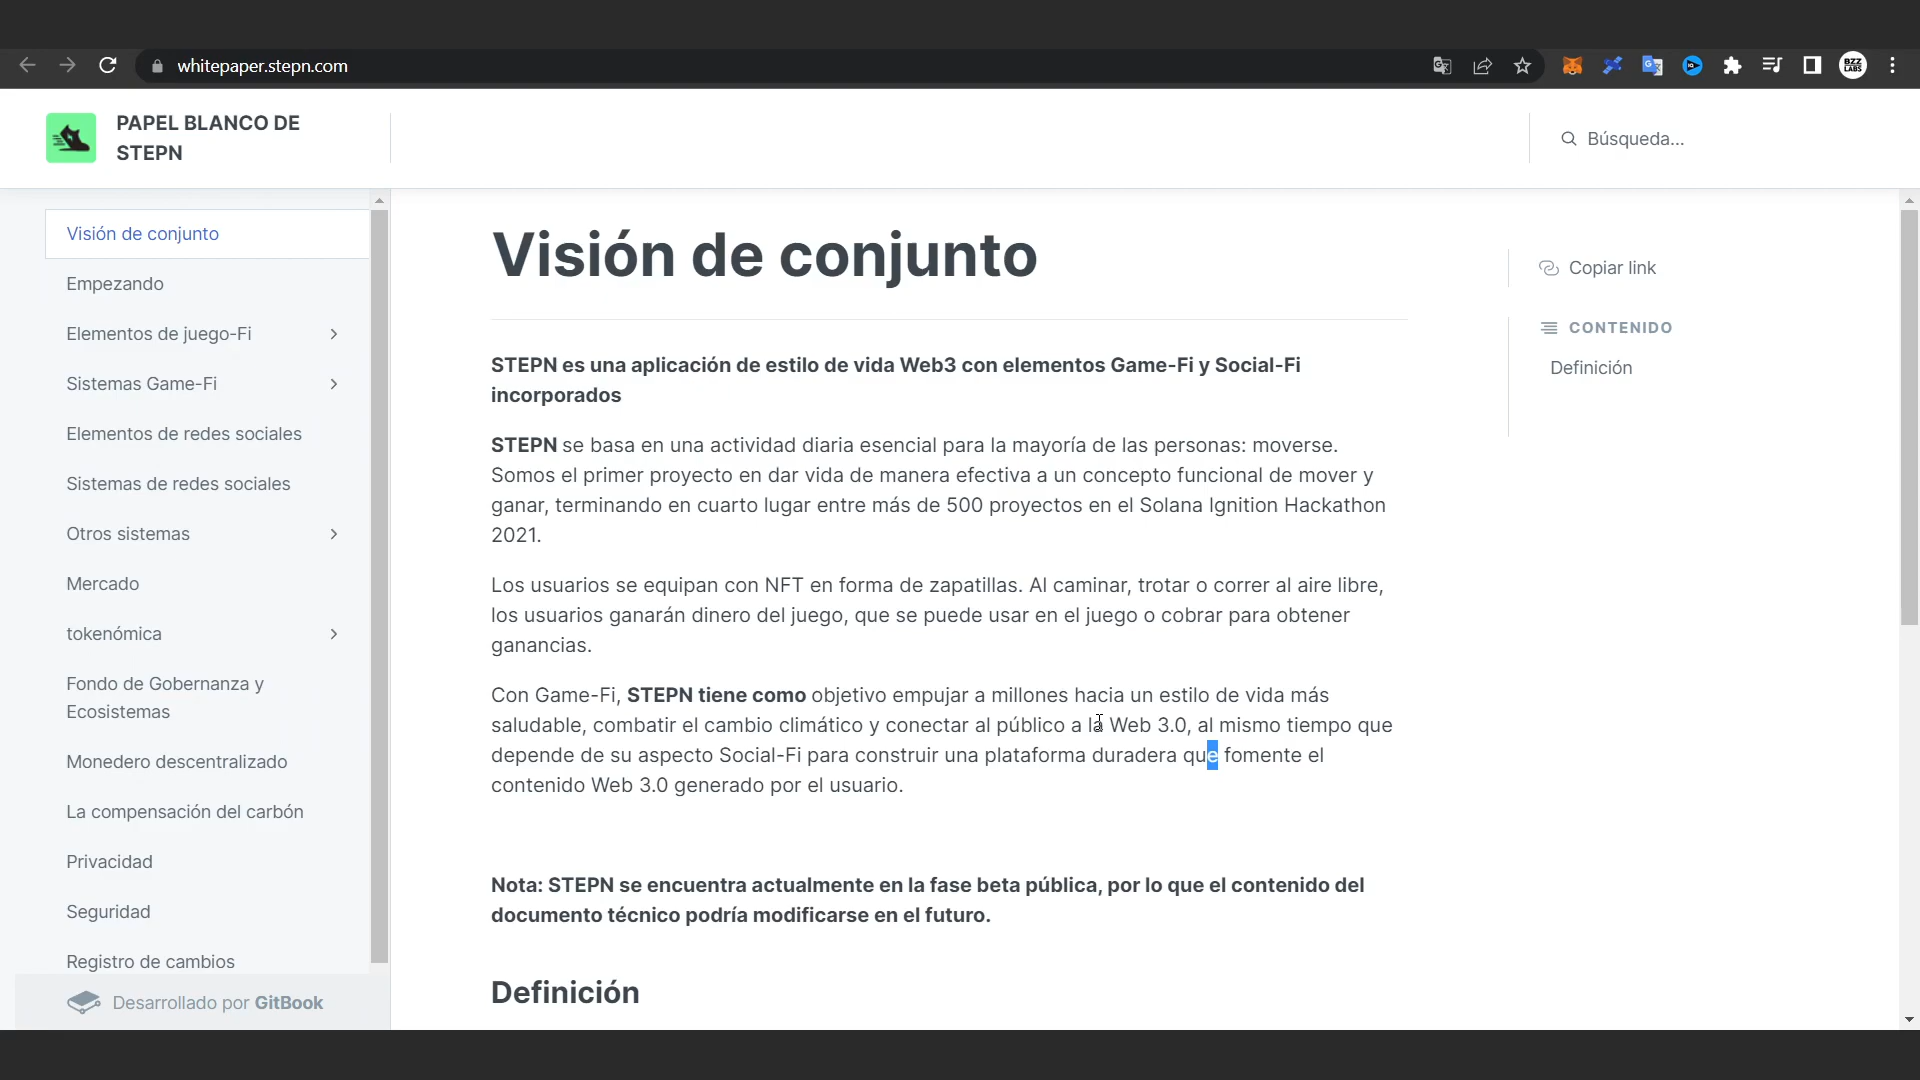 whitepaper.stepn.com
BZZ
LABS
PAPEL BLANCO DE
STEPN
Búsqueda...
Visión de conjunto
Empezando
Elementos de juego-Fi
Sistemas Game-Fi
Elementos de redes sociales
Sistemas de redes sociales
Otros sistemas
Mercado
tokenómica
Fondo de Gobernanza y
Ecosistemas
Monedero descentralizado
La compensación del carbón
Privacidad
Seguridad
Registro de cambios
Desarrollado por GitBook
Visión de conjunto
STEPN es una aplicación de estilo de vida Web3 con elementos Game-Fi y Social-Fi
incorporados
STEPN se basa en una actividad diaria esencial para la mayoría de las personas: moverse.
Somos el primer proyecto en dar vida de manera efectiva a un concepto funcional de mover y
ganar, terminando en cuarto lugar entre más de 500 proyectos en el Solana Ignition Hackathon
2021.
Los usuarios se equipan con NFT en forma de zapatillas. Al caminar, trotar o correr al aire libre,
los usuarios ganarán dinero del juego, que se puede usar en el juego o cobrar para obtener
ganancias.
Con Game-Fi, STEPN tiene como objetivo empujar a millones hacia un estilo de vida más
saludable, combatir el cambio climático y conectar al público a la Web 3.0, al mismo tiempo que
depende de su aspecto Social-Fi para construir una plataforma duradera que fomente el
contenido Web 3.0 generado por el usuario.
Nota: STEPN se encuentra actualmente en la fase beta pública, por lo que el contenido del
documento técnico podría modificarse en el futuro.
Definición
Copiar link
CONTENIDO
Definición